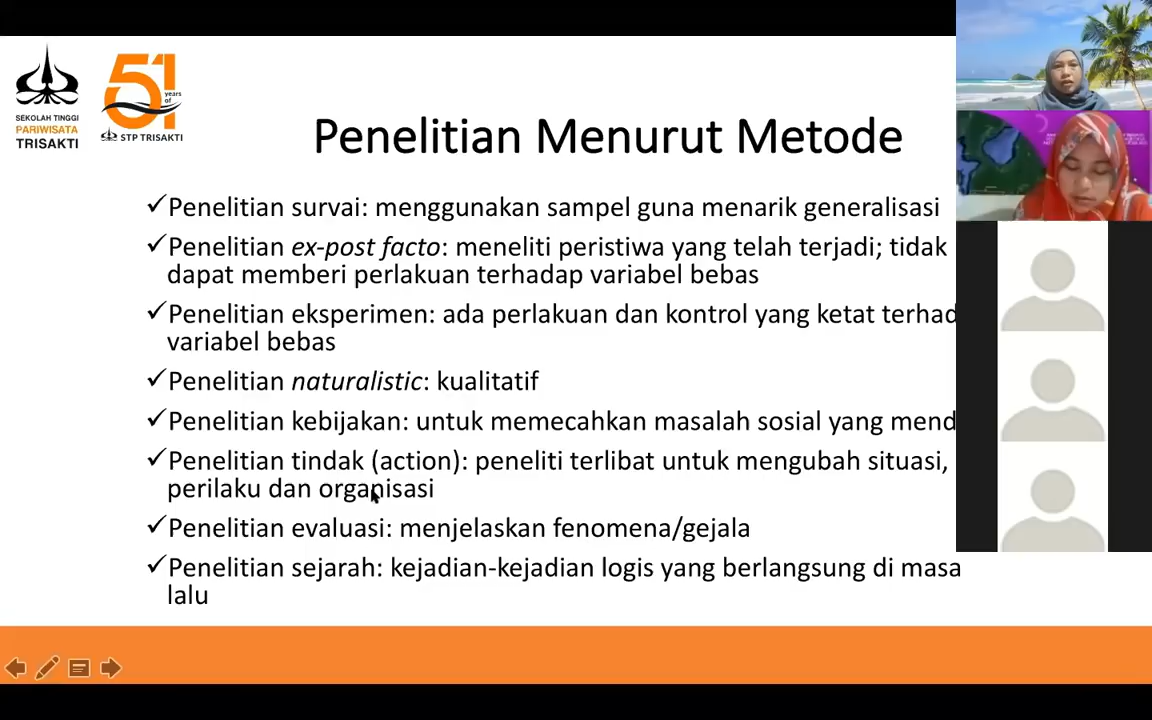 SEKOLAH TINGGI
PARIWISATA
TRISAKTI
51
years
of
STP TRISAKTI
Penelitian Menurut Metode
✓Penelitian survai: menggunakan sampel guna menarik generalisasi
✓Penelitian ex-post facto: meneliti peristiwa yang telah terjadi; tidak
dapat memberi perlakuan terhadap variabel bebas
✓Penelitian eksperimen: ada perlakuan dan kontrol yang ketat terhad
variabel bebas
✓Penelitian naturalistic: kualitatif
✓Penelitian kebijakan: untuk memecahkan masalah sosial yang mend
✓Penelitian tindak (action): peneliti terlibat untuk mengubah situasi,
perilaku dan organisasi
✓Penelitian evaluasi: menjelaskan fenomena/gejala
✓Penelitian sejarah: kejadian-kejadian logis yang berlangsung di masa
lalu